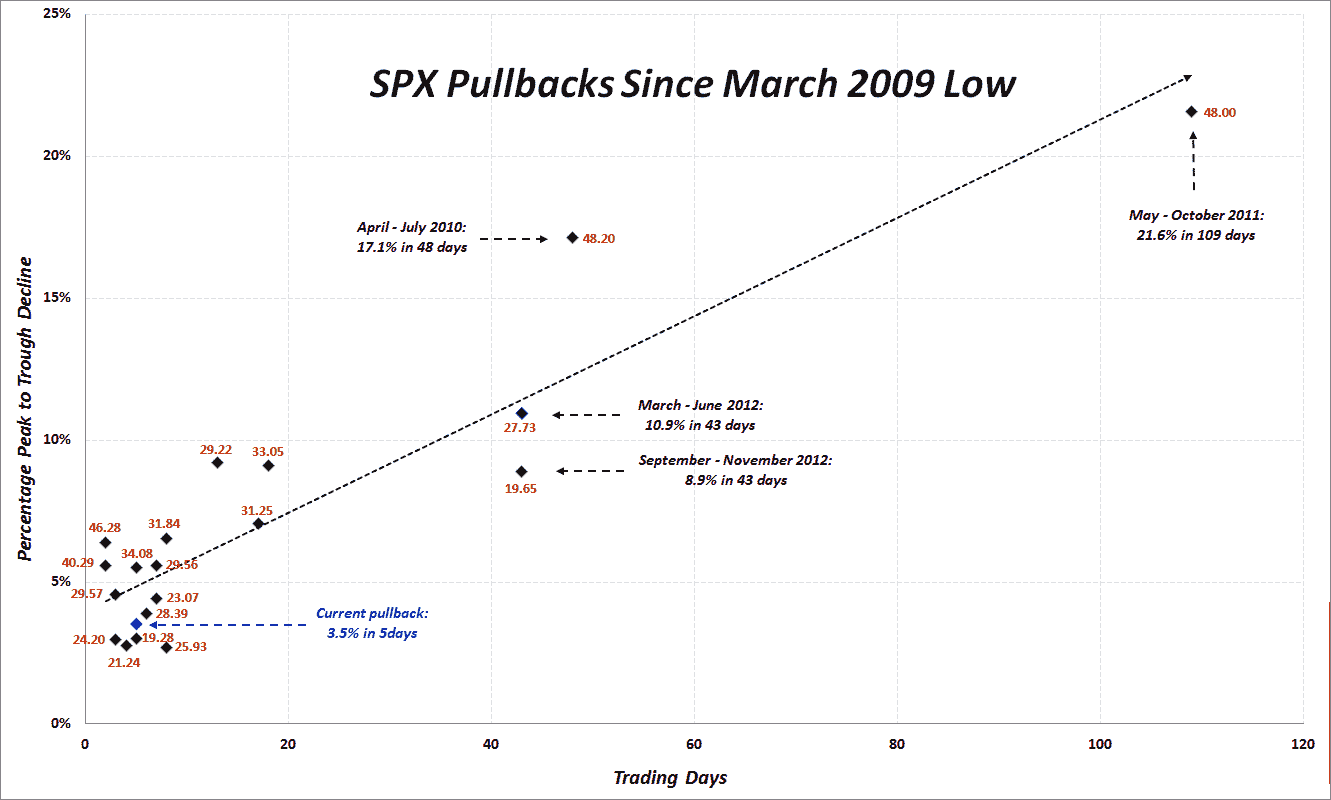 SPX Pullbacks Since March 2009 Low
25%
20%
15%
10%
5%
0%
Percentage Peak to Trough Decline
48.00
May - October 2011:
21.6% in 109 days
April - July 2010:
17.1% in 48 days
48.20
March - June 2012:
10.9% in 43 days
27.73
September - November 2012:
8.9% in 43 days
19.65
29.22
33.05
31.25
46.28
31.84
40.29
34.08
29.56
29.57
23.07
28.39
Current pullback:
3.5% in 5days
24.20
19.28
25.93
21.24
0
20
40
60
80
100
120
Trading Days